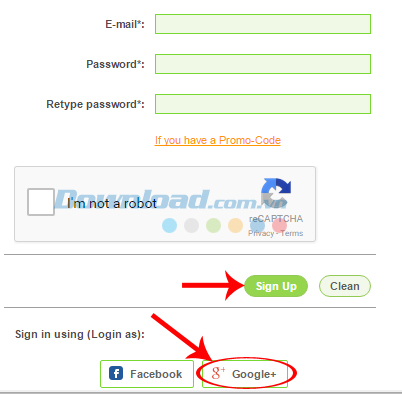 E-mail*:
Password*:
Retype password*:
If you have a Promo-Code
Download.com.vn
I'm not a robot
reCAPTCHA
Privacy - Terms
Sign Up
Clean
Sign in using (Login as):
Facebook
Google+